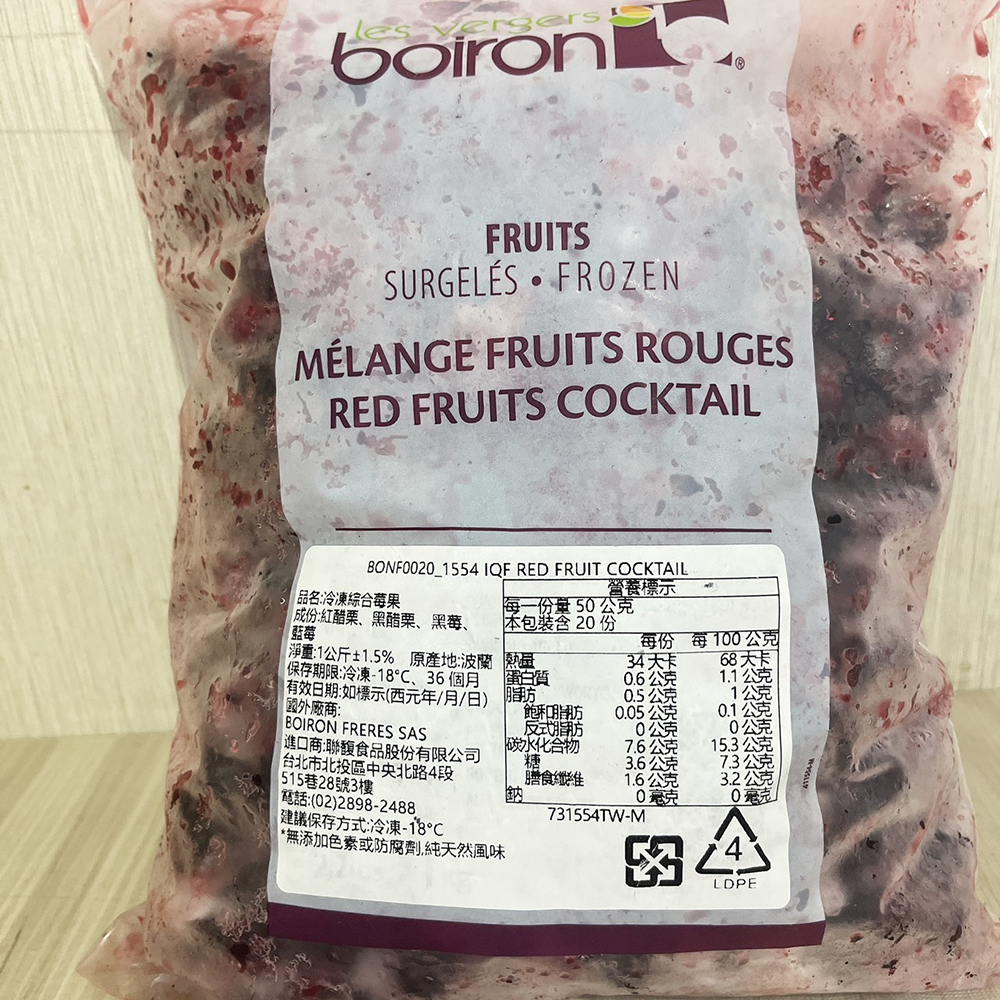 les vergers
boiron
®
FRUITS
SURGELÉS • FROZEN
MÉLANGE FRUITS ROUGES
RED FRUITS COCKTAIL
BONF0020_1554 IQF RED FRUIT COCKTAIL
品名:冷凍綜合莓果
成份:紅醋栗、黑醋栗、黑莓、
藍莓
淨重:1公斤±1.5% 原產地:波蘭
保存期限:冷凍-18°C、36 個月
有效日期:如標示(西元年/月/日)
國外廠商:
BOIRON FRERES SAS
進口商:聯馥食品股份有限公司
台北市北投區中央北路4段
515巷28號3樓
電話:(02)2898-2488
建議保存方式:冷凍-18°C
*無添加色素或防腐劑,純天然風味
營養標示
每一份量 50 公克
本包裝含 20 份
每份 每 100 公克
熱量 34 大卡 68 大卡
蛋白質 0.6 公克 1.1 公克
脂肪 0.5 公克 1 公克
飽和脂肪 0.05 公克 0.1 公克
反式脂肪 0 公克 0 公克
碳水化合物 7.6 公克 15.3 公克
糖 3.6 公克 7.3 公克
膳食纖維 1.6 公克 3.2 公克
鈉 0 毫克 0 毫克
731554TW-M
4
LDPE